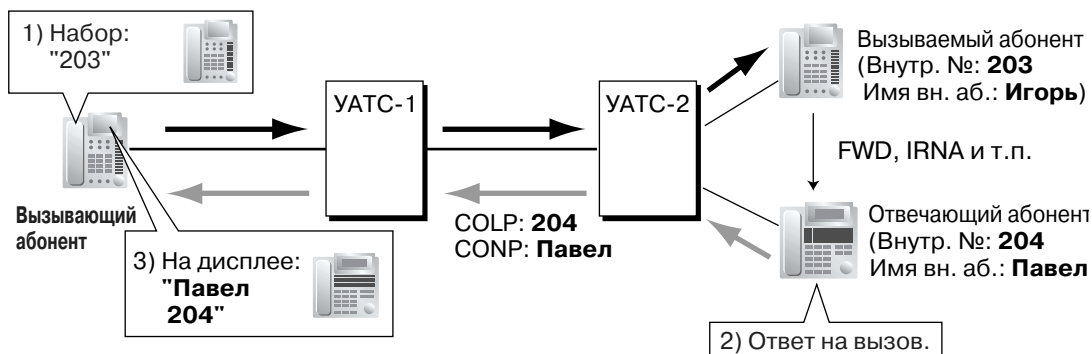 1) Набор:
"203"
Вызывающий
абонент
УАТС-1
УАТС-2
Вызываемый абонент
(Внутр. №: 203
Имя вн. аб.: Игорь)
FWD, IRNA и т.п.
Отвечающий абонент
(Внутр. №: 204
Имя вн. аб.: Павел
COLP: 204
CONP: Павел
3) На дисплее:
"Павел
204"
2) Ответ на вызов.